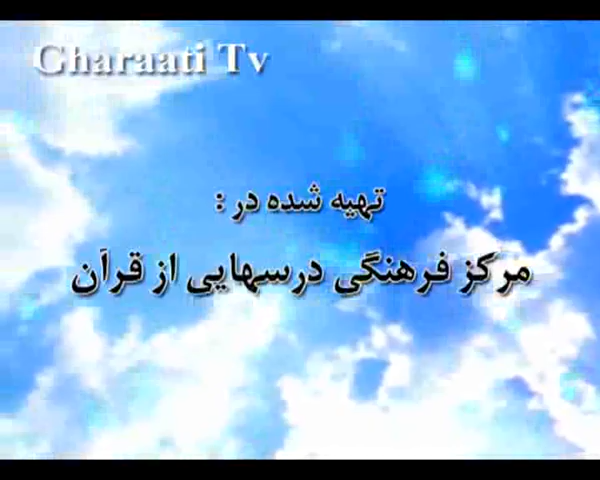 Gharaati Tv
تهیه شده در :
مرکز فرهنگی درسهایی از قرآن